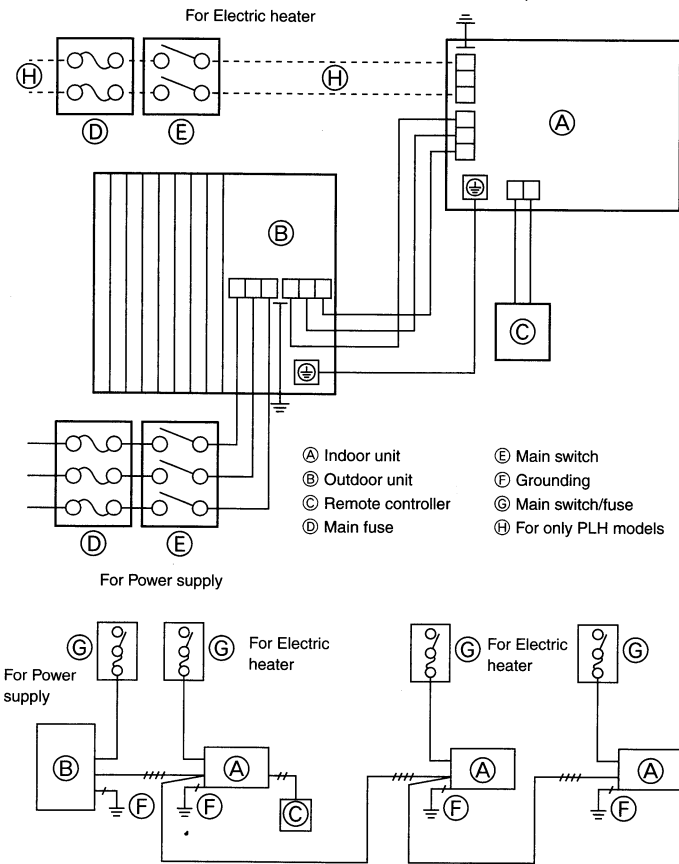 For Electric heater
Ⓗ
Ⓗ
Ⓐ
Ⓓ
Ⓔ
Ⓑ
Ⓒ
Ⓐ Indoor unit
Ⓑ Outdoor unit
Ⓒ Remote controller
Ⓓ Main fuse
Ⓔ Main switch
Ⓕ Grounding
Ⓖ Main switch/fuse
Ⓗ For only PLH models
Ⓓ
Ⓔ
For Power supply
Ⓖ
Ⓖ
For Electric
heater
Ⓖ
For Electric
heater
Ⓖ
For Power
supply
Ⓑ
Ⓐ
Ⓐ
Ⓐ
Ⓕ
Ⓕ
Ⓒ
Ⓕ
Ⓕ